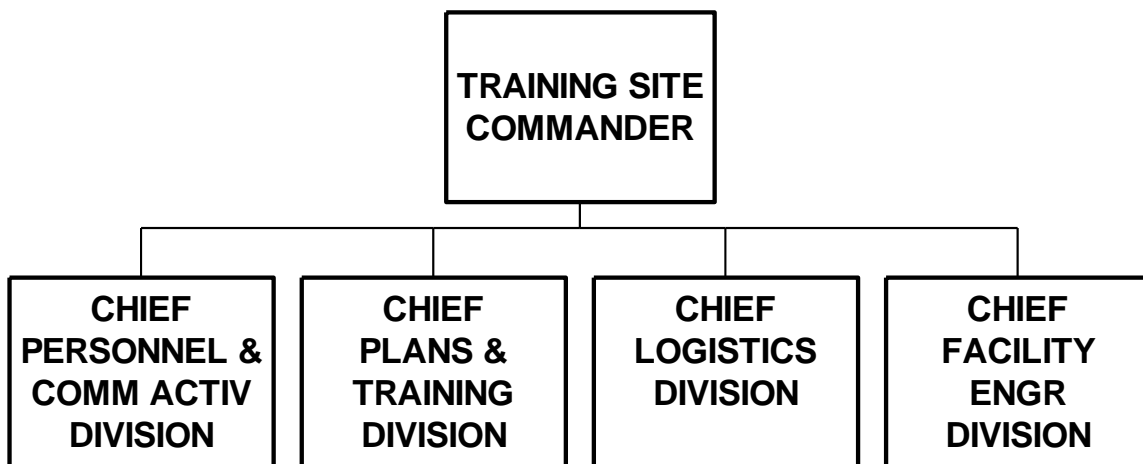 TRAINING SITE
COMMANDER
CHIEF
PERSONNEL &
COMM ACTIV
DIVISION
CHIEF
PLANS &
TRAINING
DIVISION
CHIEF
LOGISTICS
DIVISION
CHIEF
FACILITY
ENGR
DIVISION